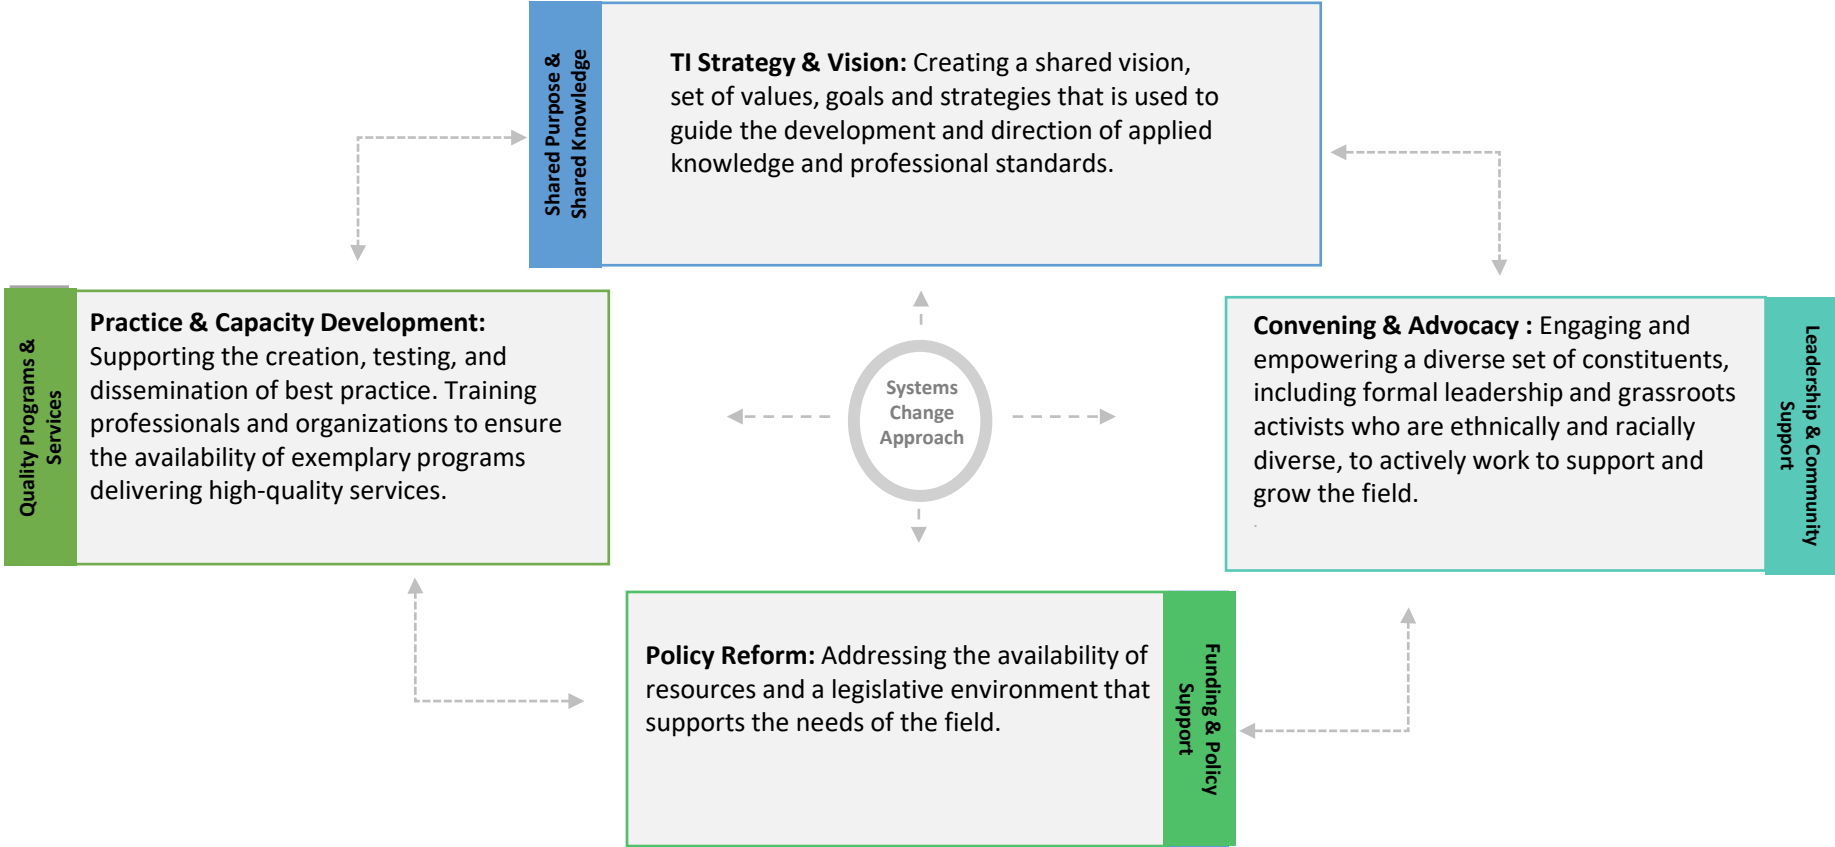 Shared Purpose &
Shared Knowledge
TI Strategy & Vision: Creating a shared vision,
set of values, goals and strategies that is used to
guide the development and direction of applied
knowledge and professional standards.
Quality Programs &
Services
Practice & Capacity Development:
Supporting the creation, testing, and
dissemination of best practice. Training
professionals and organizations to ensure
the availability of exemplary programs
delivering high-quality services.
Systems
Change
Approach
Convening & Advocacy : Engaging and
empowering a diverse set of constituents,
including formal leadership and grassroots
activists who are ethnically and racially
diverse, to actively work to support and
grow the field.
.
Leadership & Community
Support
Policy Reform: Addressing the availability of
resources and a legislative environment that
supports the needs of the field.
Funding & Policy
Support